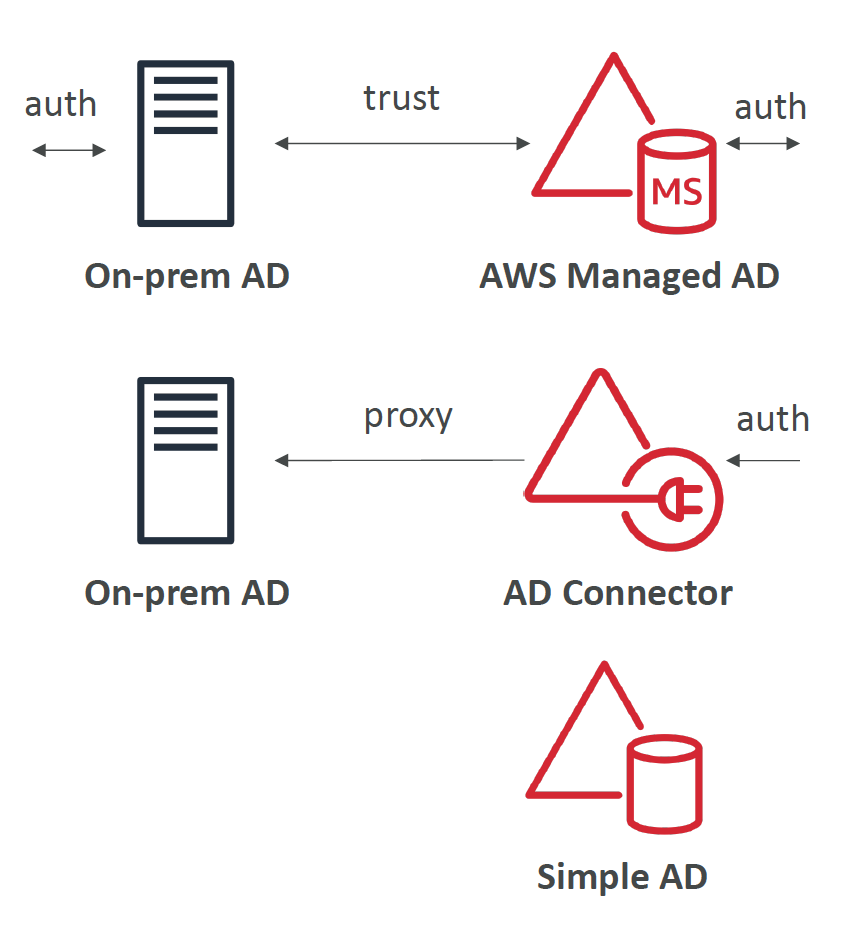 auth
trust
auth
MS
On-prem AD
AWS Managed AD
proxy
auth
On-prem AD
AD Connector
Simple AD